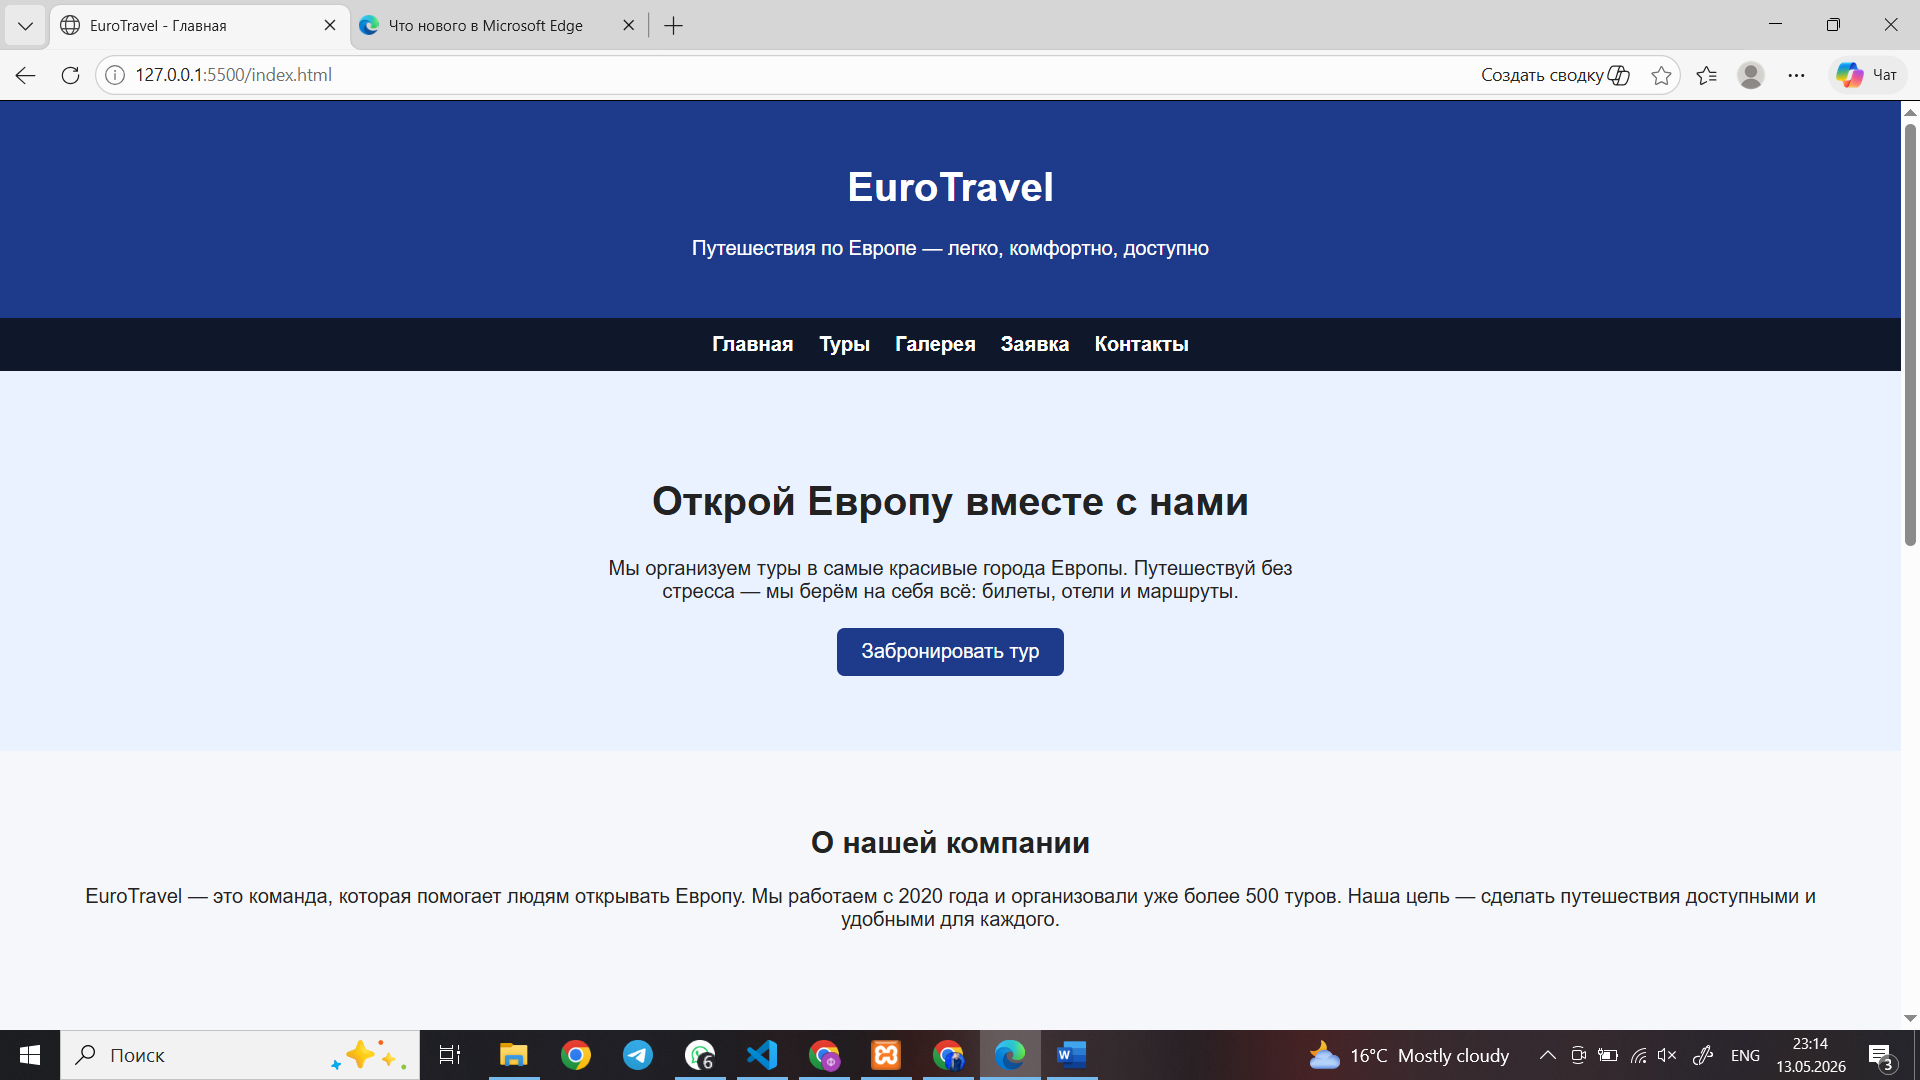 EuroTravel - Главная
Что нового в Microsoft Edge
127.0.0.1:5500/index.html
Создать сводку
Чат
EuroTravel
Путешествия по Европе — легко, комфортно, доступно
Главная Туры Галерея Заявка Контакты
Открой Европу вместе с нами
Мы организуем туры в самые красивые города Европы. Путешествуй без
стресса — мы берём на себя всё: билеты, отели и маршруты.
Забронировать тур
О нашей компании
EuroTravel — это команда, которая помогает людям открывать Европу. Мы работаем с 2020 года и организовали уже более 500 туров. Наша цель — сделать путешествия доступными и
удобными для каждого.
Поиск
6
Ф
W
16°C Mostly cloudy
ENG
23:14
13.05.2026
3